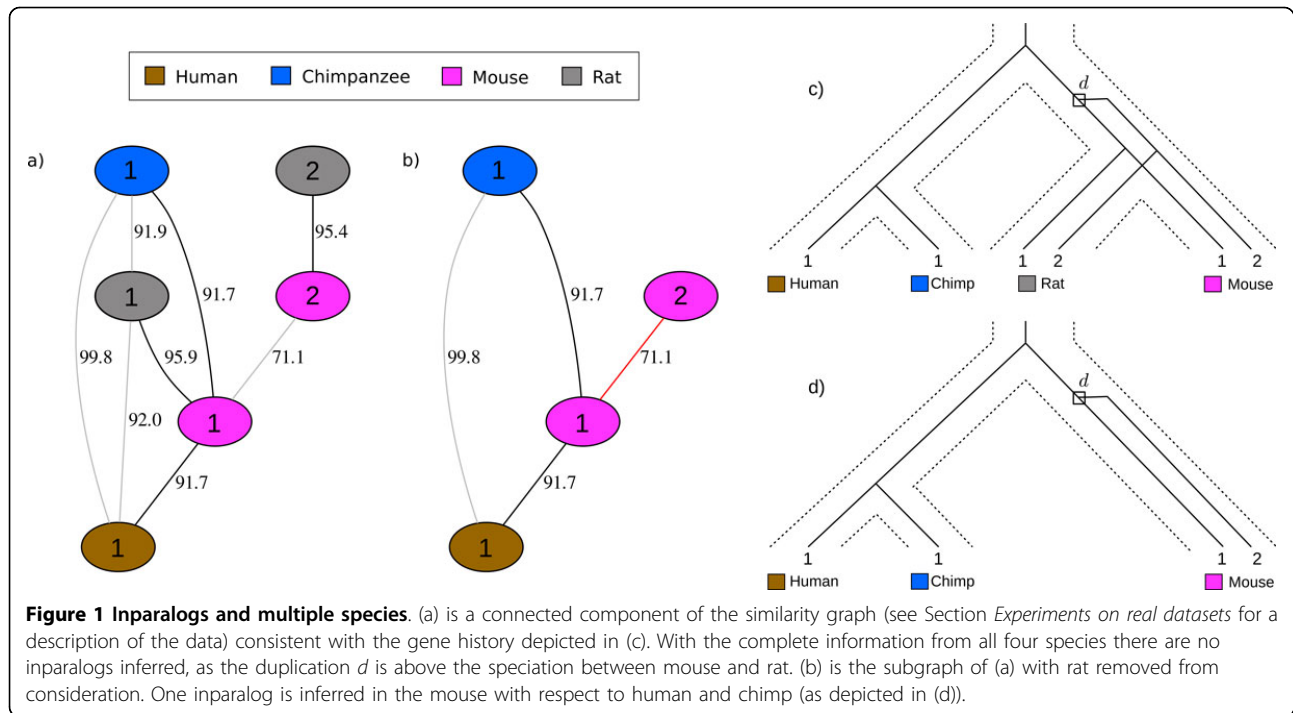 Human Chimpanzee Mouse Rat
a)
1
2
91.9
95.4
1
2
91.7
99.8
95.9
71.1
92.0
1
91.7
1
b)
1
2
91.7
99.8
71.1
1
91.7
1
c)
d
1 1 1 2 1 2
Human Chimp Rat Mouse
d)
d
1 1 1 2
Human Chimp Mouse
Figure 1 Inparalogs and multiple species. (a) is a connected component of the similarity graph (see Section Experiments on real datasets for a
description of the data) consistent with the gene history depicted in (c). With the complete information from all four species there are no
inparalogs inferred, as the duplication d is above the speciation between mouse and rat. (b) is the subgraph of (a) with rat removed from
consideration. One inparalog is inferred in the mouse with respect to human and chimp (as depicted in (d)).